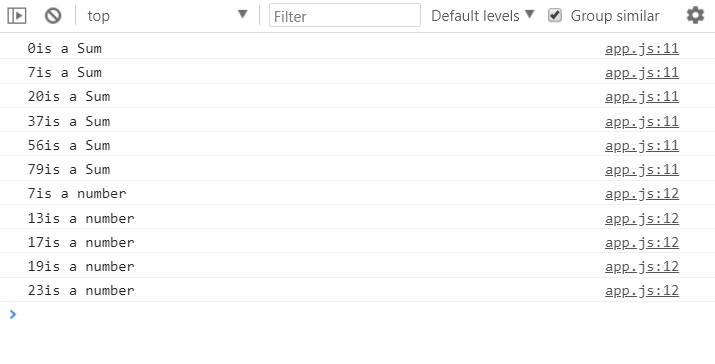 top Filter Default levels Group similar
0is a Sum app.js:11
7is a Sum app.js:11
20is a Sum app.js:11
37is a Sum app.js:11
56is a Sum app.js:11
79is a Sum app.js:11
7is a number app.js:12
13is a number app.js:12
17is a number app.js:12
19is a number app.js:12
23is a number app.js:12